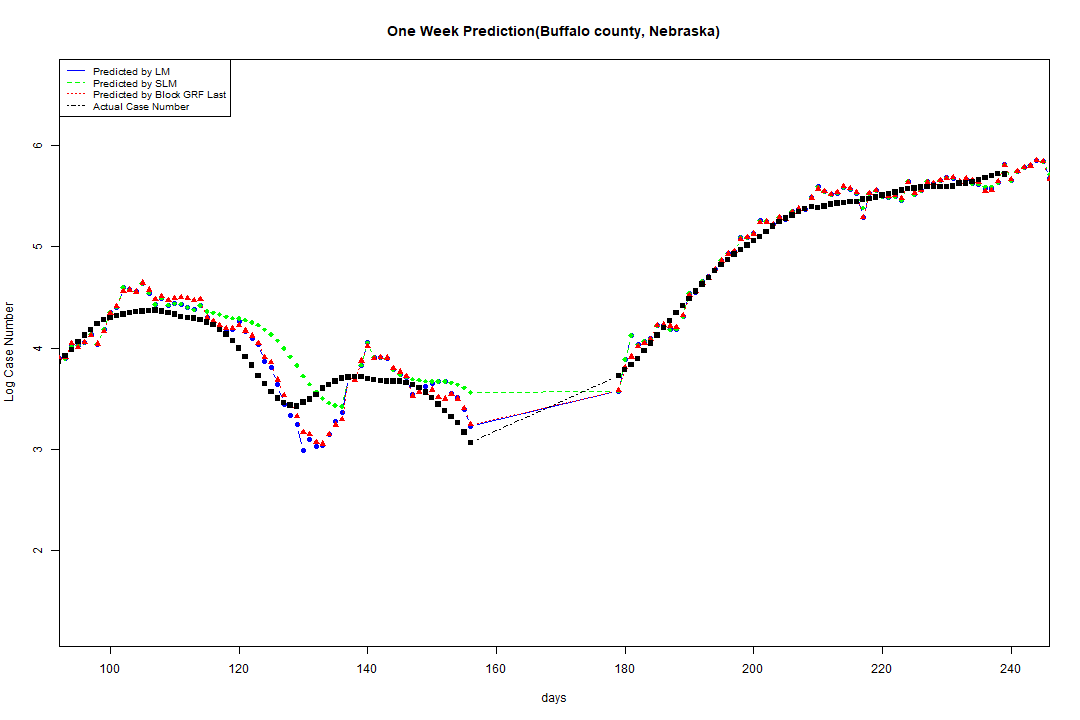 One Week Prediction(Buffalo county, Nebraska)
Predicted by LM
Predicted by SLM
Predicted by Block GRF Last
Actual Case Number
6
5
4
3
2
Log Case Number
100 120 140 160 180 200 220 240
days